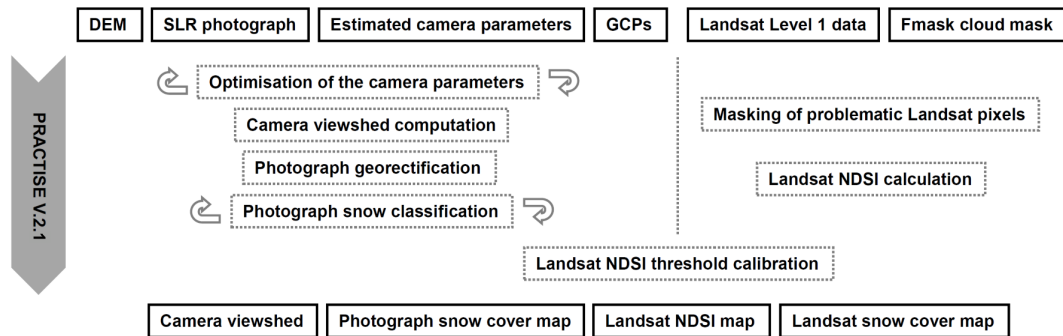 DEM
SLR photograph
Estimated camera parameters
GCPs
Landsat Level 1 data
Fmask cloud mask
PRACTISE V.2.1
Optimisation of the camera parameters
Camera viewshed computation
Photograph georectification
Photograph snow classification
Masking of problematic Landsat pixels
Landsat NDSI calculation
Landsat NDSI threshold calibration
Camera viewshed
Photograph snow cover map
Landsat NDSI map
Landsat snow cover map